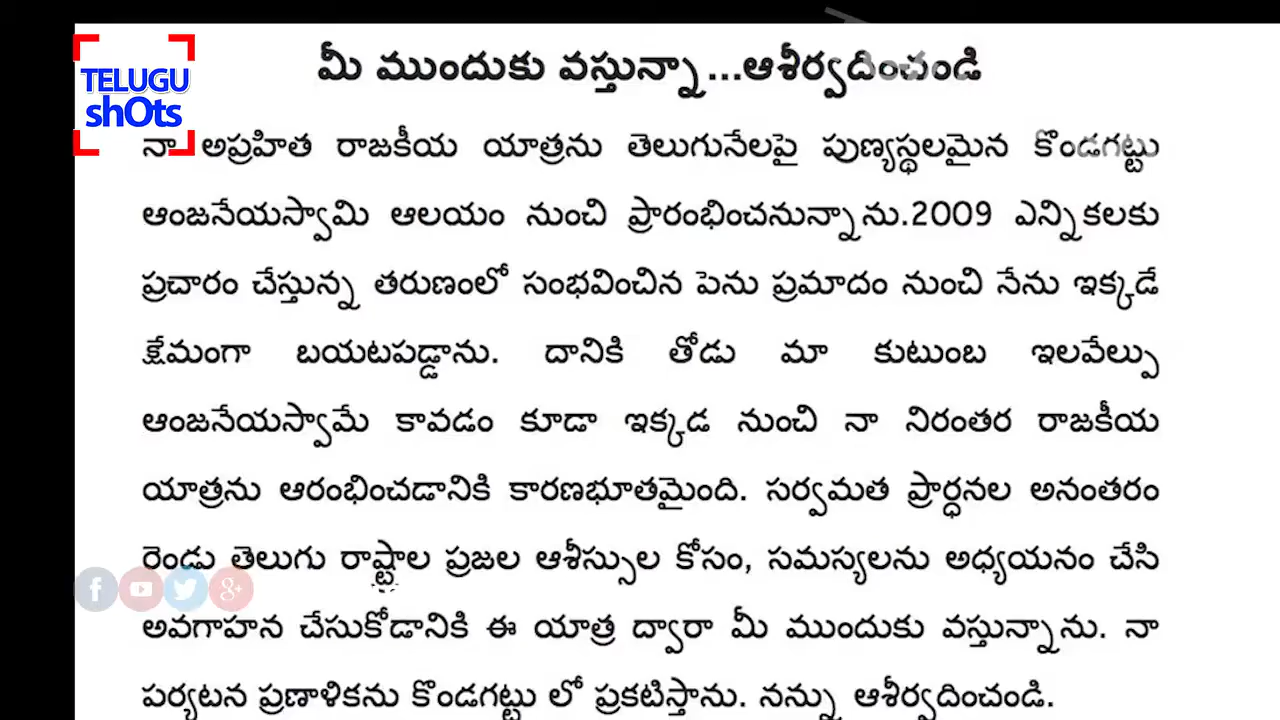 TELUGU
shOts
మీ ముందుకు వస్తున్నా...ఆశీర్వదించండి
నా అప్రహిత రాజకీయ యాత్రను తెలుగునేలపై పుణ్యస్థలమైన కొండగట్టు
ఆంజనేయస్వామి ఆలయం నుంచి ప్రారంభించనున్నాను.2009 ఎన్నికలకు
ప్రచారం చేస్తున్న తరుణంలో సంభవించిన పెను ప్రమాదం నుంచి నేను ఇక్కడే
క్షేమంగా బయటపడ్డాను. దానికి తోడు మా కుటుంబ ఇలవేల్పు
ఆంజనేయస్వామే కావడం కూడా ఇక్కడ నుంచి నా నిరంతర రాజకీయ
యాత్రను ఆరంభించడానికి కారణభూతమైంది. సర్వమత ప్రార్ధనల అనంతరం
రెండు తెలుగు రాష్ట్రాల ప్రజల ఆశీస్సుల కోసం, సమస్యలను అధ్యయనం చేసి
అవగాహన చేసుకోడానికి ఈ యాత్ర ద్వారా మీ ముందుకు వస్తున్నాను. నా
పర్యటన ప్రణాళికను కొండగట్టు లో ప్రకటిస్తాను. నన్ను ఆశీర్వదించండి.